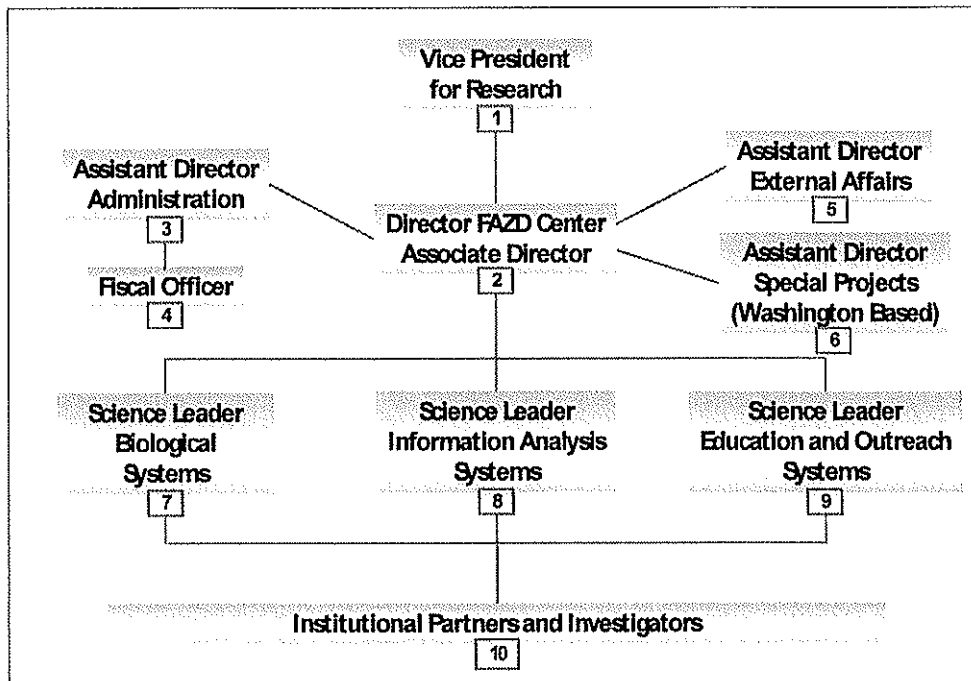 Vice President
for Research
1
Assistant Director
Administration
3
Fiscal Officer
4
Director FAZD Center
Associate Director
2
Assistant Director
External Affairs
5
Assistant Director
Special Projects
(Washington Based)
6
Science Leader
Biological
Systems
7
Science Leader
Information Analysis
Systems
8
Science Leader
Education and Outreach
Systems
9
Institutional Partners and Investigators
10